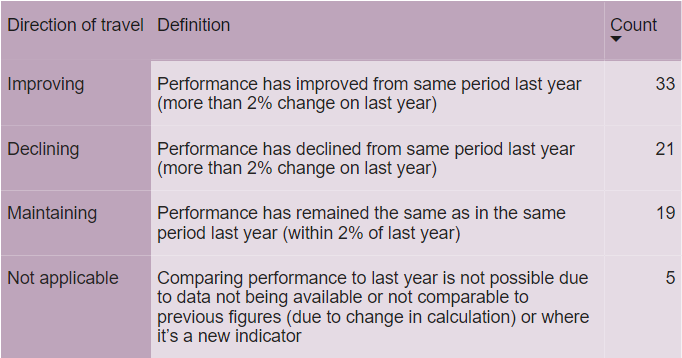 Direction of travel Definition Count
Improving Performance has improved from same period last year 33
(more than 2% change on last year)
Declining Performance has declined from same period last year 21
(more than 2% change on last year)
Maintaining Performance has remained the same as in the same 19
period last year (within 2% of last year)
Not applicable Comparing performance to last year is not possible due 5
to data not being available or not comparable to
previous figures (due to change in calculation) or where
it’s a new indicator